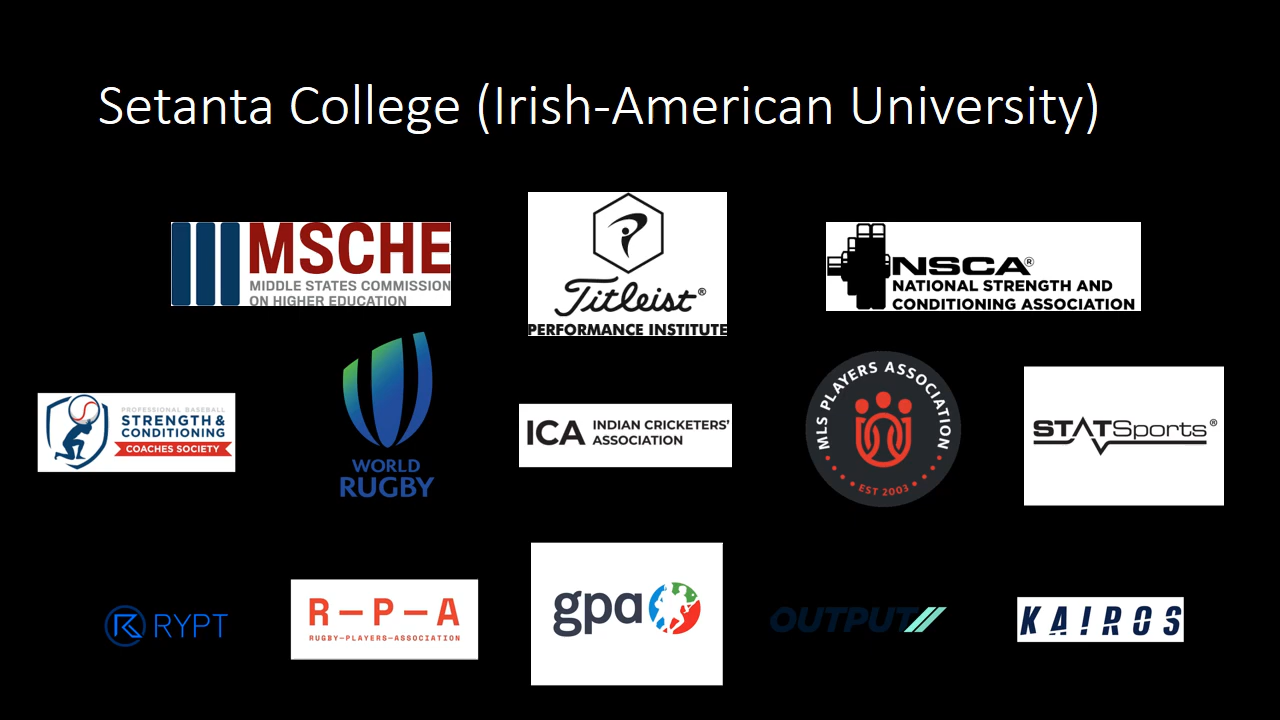 Setanta College (Irish-American University)
MSCHE
MIDDLE STATES COMMISSION
ON HIGHER EDUCATION
Titleist®
PERFORMANCE INSTITUTE
NSCA®
NATIONAL STRENGTH AND
CONDITIONING ASSOCIATION
PROFESSIONAL BASEBALL
STRENGTH &
CONDITIONING
COACHES SOCIETY
WORLD
RUGBY
ICA
INDIAN CRICKETERS'
ASSOCIATION
MLS PLAYERS ASSOCIATION
EST 2003
STATSports®
RYPT
R–P–A
RUGBY–PLAYERS–ASSOCIATION
gpa
OUTPUT
KAIROS